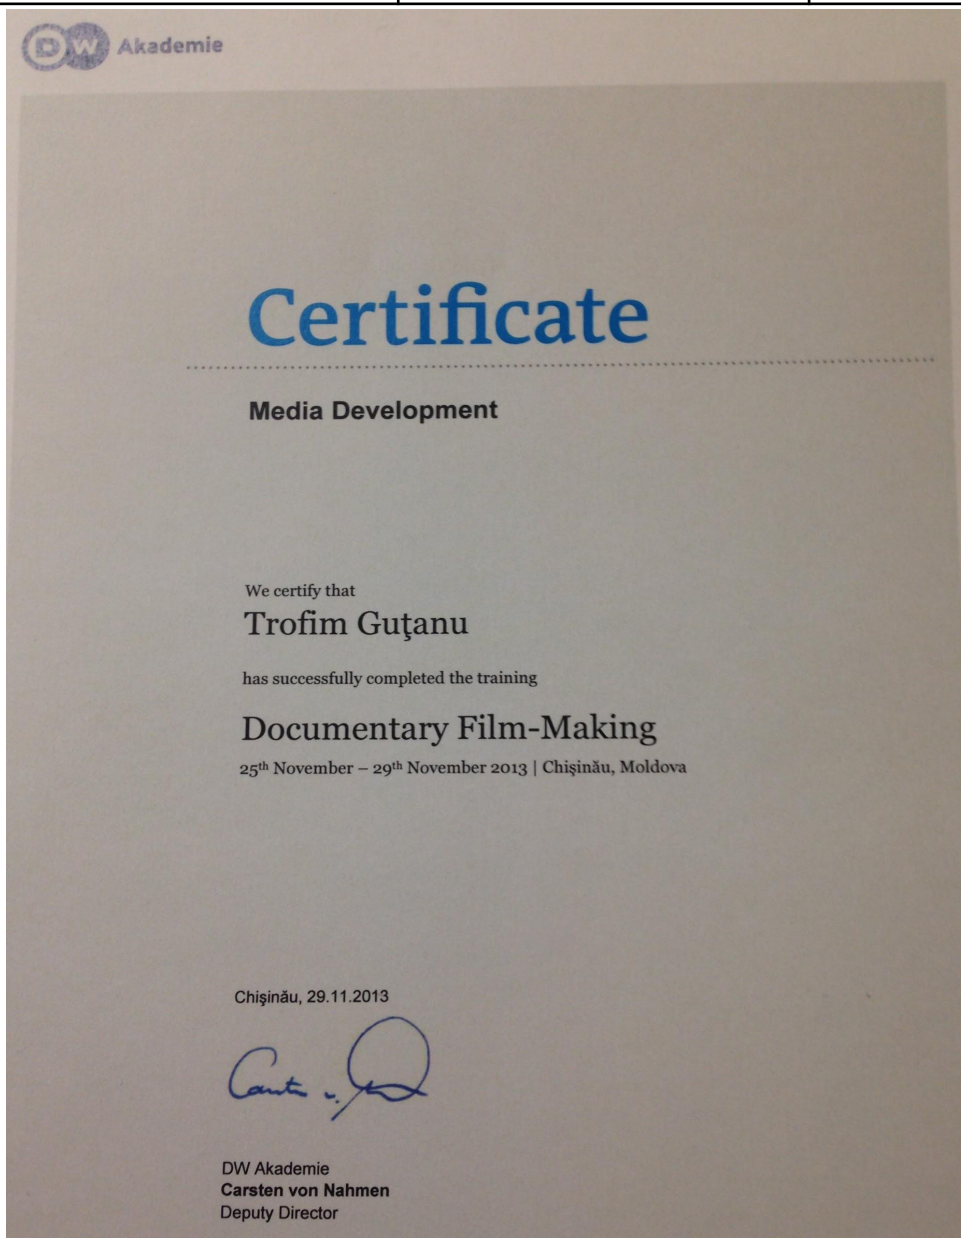 DW Akademie
Certificate
Media Development
We certify that
Trofim Guţanu
has successfully completed the training
Documentary Film-Making
25th November – 29th November 2013 | Chişinău, Moldova
Chişinău, 29.11.2013
DW Akademie
Carsten von Nahmen
Deputy Director